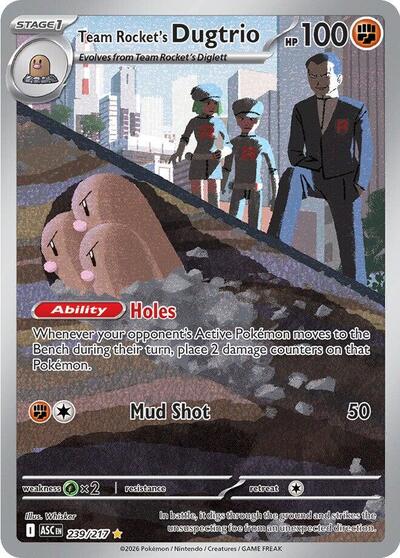 STAGE 1
Team Rocket's Dugtrio HP 100
Evolves from Team Rocket's Diglett
R R R
Ability Holes
Whenever your opponent's Active Pokémon moves to the
Bench during their turn, place 2 damage counters on that
Pokémon.
Mud Shot 50
weakness ×2 resistance retreat
Illus. Whisker
I ASC EN 239/217
In battle, it digs through the ground and strikes the
unsuspecting foe from an unexpected direction.
©2026 Pokémon / Nintendo / Creatures / GAME FREAK